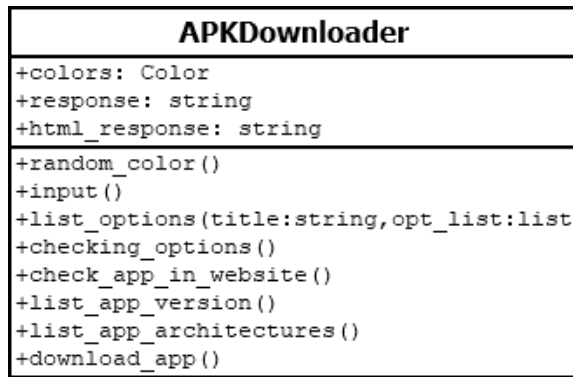 APKDownloader
+colors: Color
+response: string
+html_response: string
+random_color()
+input()
+list_options(title:string,opt_list:list
+checking_options()
+check_app_in_website()
+list_app_version()
+list_app_architectures()
+download_app()